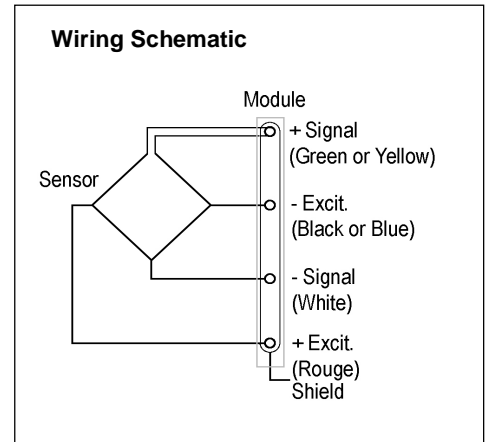 Wiring Schematic
Module
+ Signal
(Green or Yellow)
Sensor
- Excit.
(Black or Blue)
- Signal
(White)
+ Excit.
(Rouge)
Shield